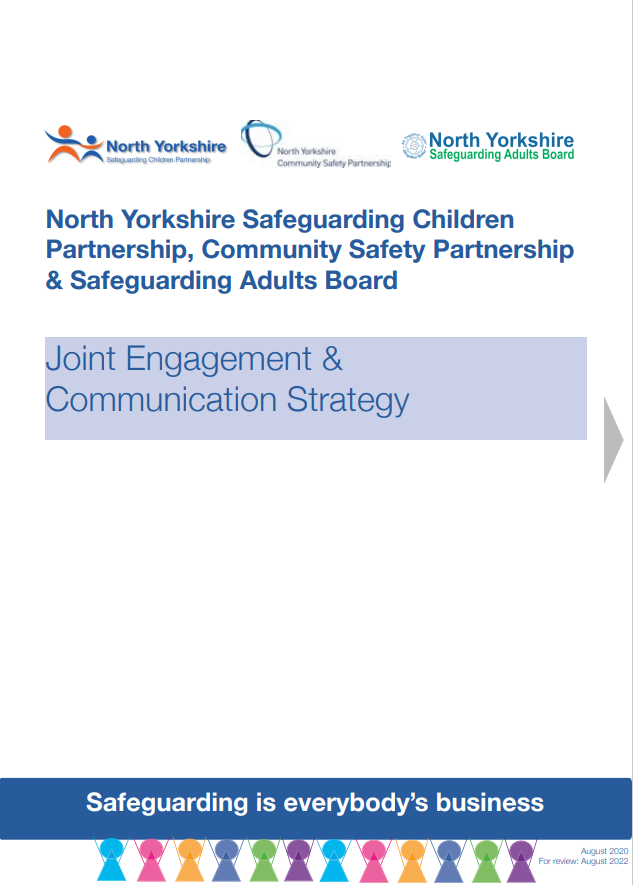 North Yorkshire
Safeguarding Children Partnership
North Yorkshire
Community Safety Partnership
North Yorkshire
Safeguarding Adults Board
North Yorkshire Safeguarding Children
Partnership, Community Safety Partnership
& Safeguarding Adults Board
Joint Engagement &
Communication Strategy
Safeguarding is everybody’s business
August 2020
For review: August 2022